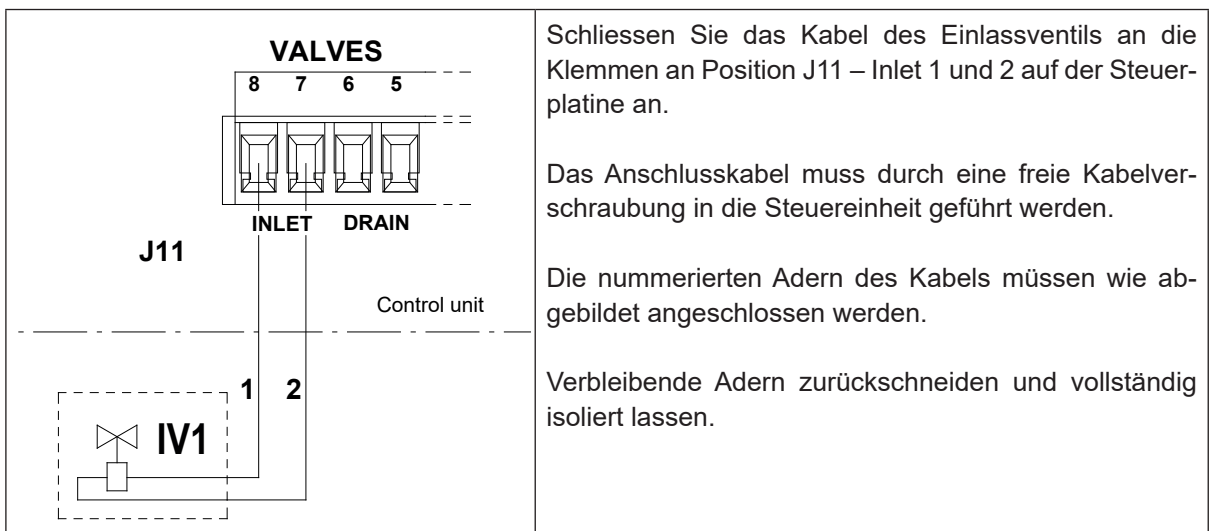 VALVES
8 7 6 5
INLET DRAIN
J11
Control unit
1 2
IV1
Schliessen Sie das Kabel des Einlassventils an die
Klemmen an Position J11 – Inlet 1 und 2 auf der Steuer-
platine an.
Das Anschlusskabel muss durch eine freie Kabelver-
schraubung in die Steuereinheit geführt werden.
Die nummerierten Adern des Kabels müssen wie ab-
gebildet angeschlossen werden.
Verbleibende Adern zurückschneiden und vollständig
isoliert lassen.